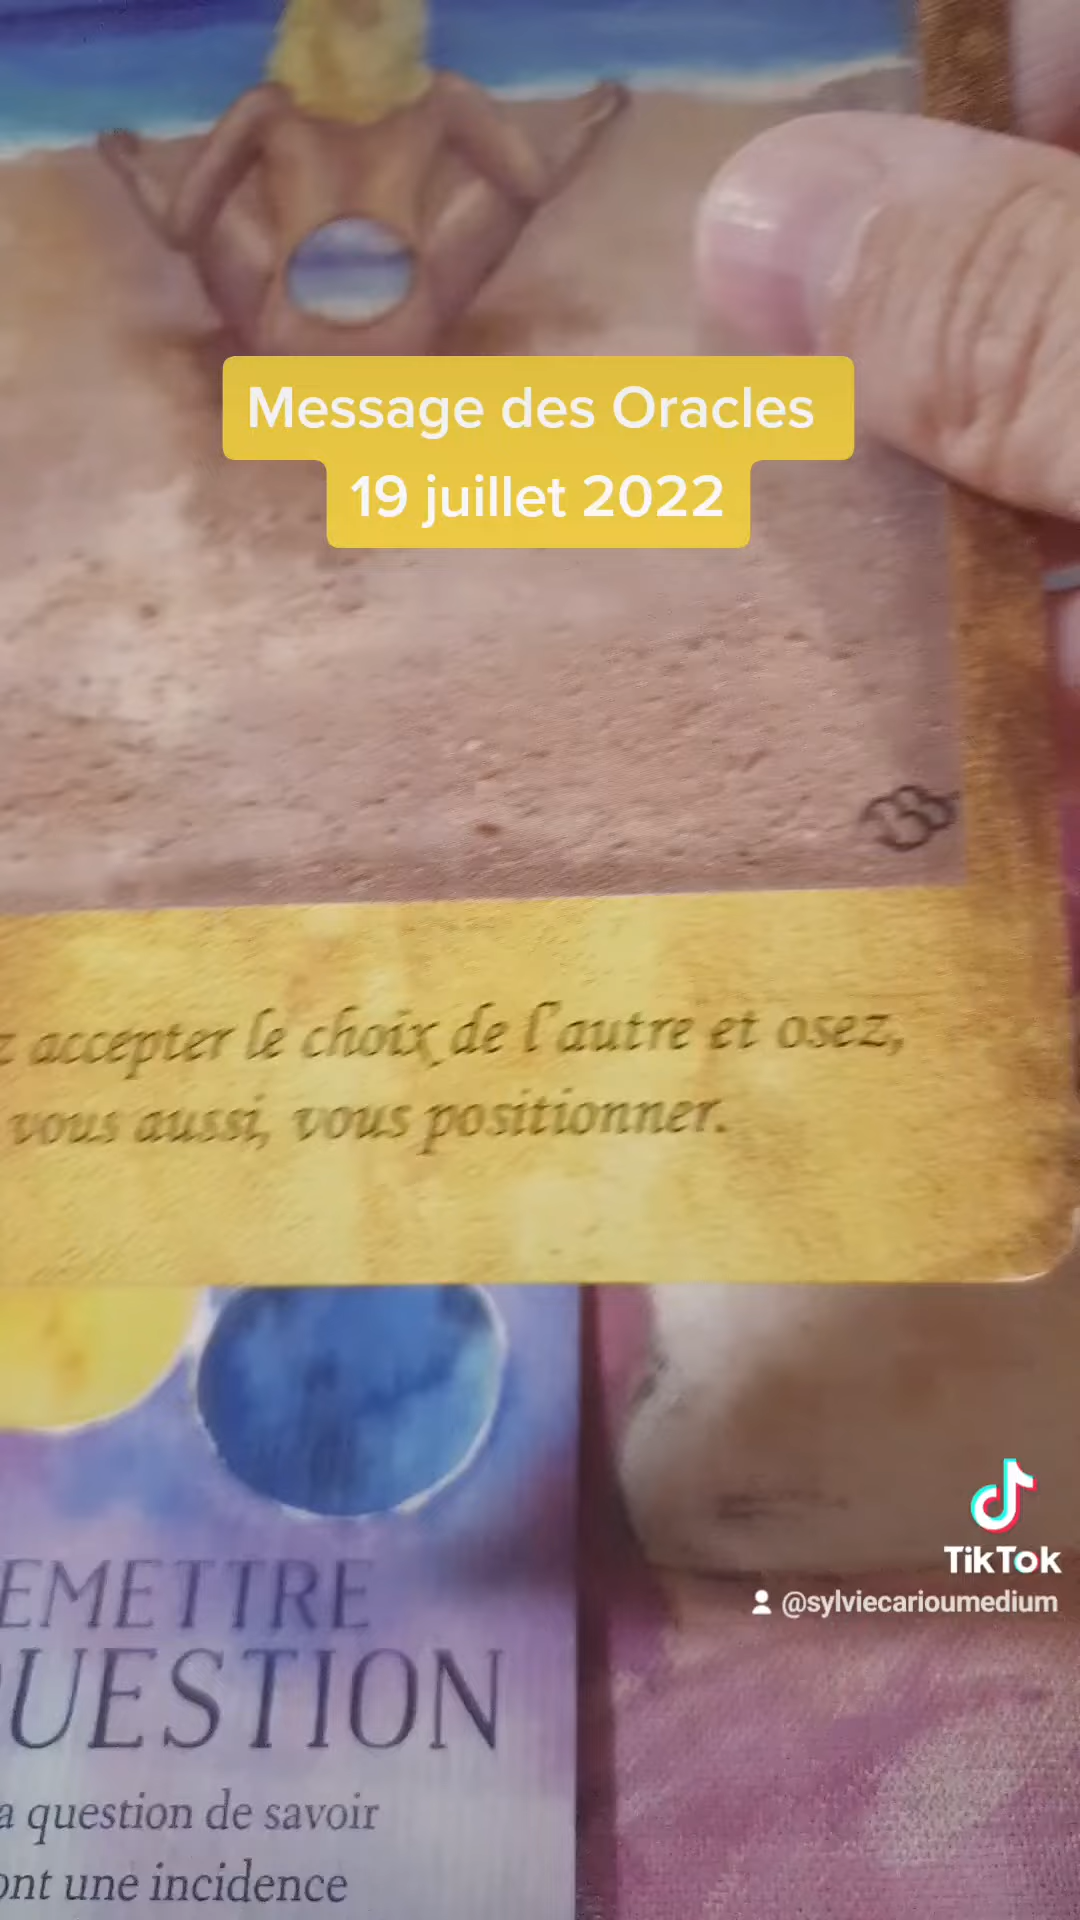 Message des Oracles
19 juillet 2022
accepter le choix de l'autre et osez,
vous aussi, vous positionner.
EMETTRE
QUESTION
a question de savoir
ont une incidence
TikTok
@sylviecarioumedium